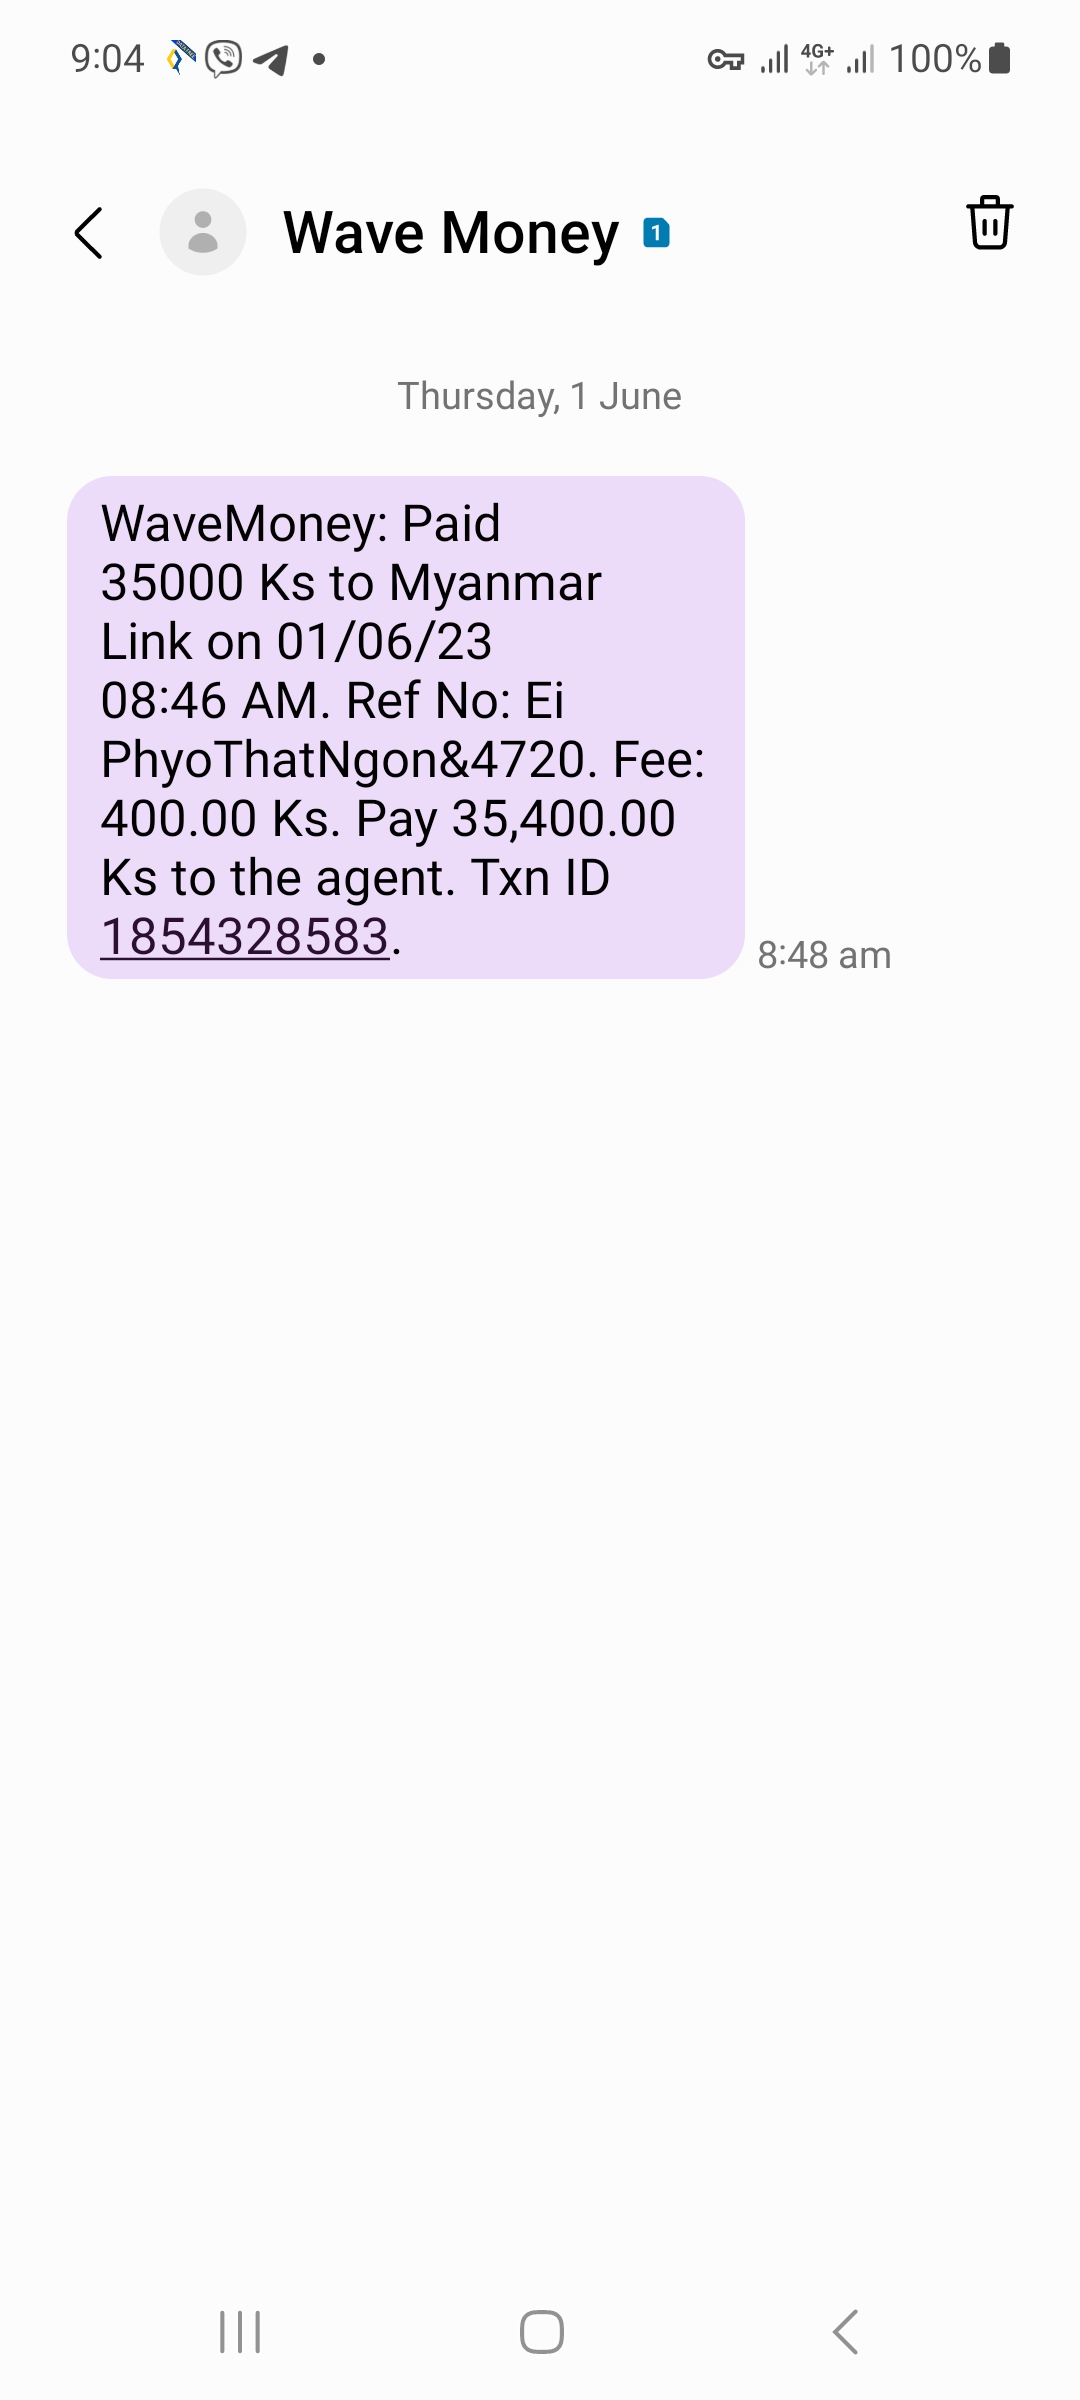 9:04
4G+
100%
Wave Money 1
Thursday, 1 June
WaveMoney: Paid
35000 Ks to Myanmar
Link on 01/06/23
08:46 AM. Ref No: Ei
PhyoThatNgon&4720. Fee:
400.00 Ks. Pay 35,400.00
Ks to the agent. Txn ID
1854328583.
8:48 am